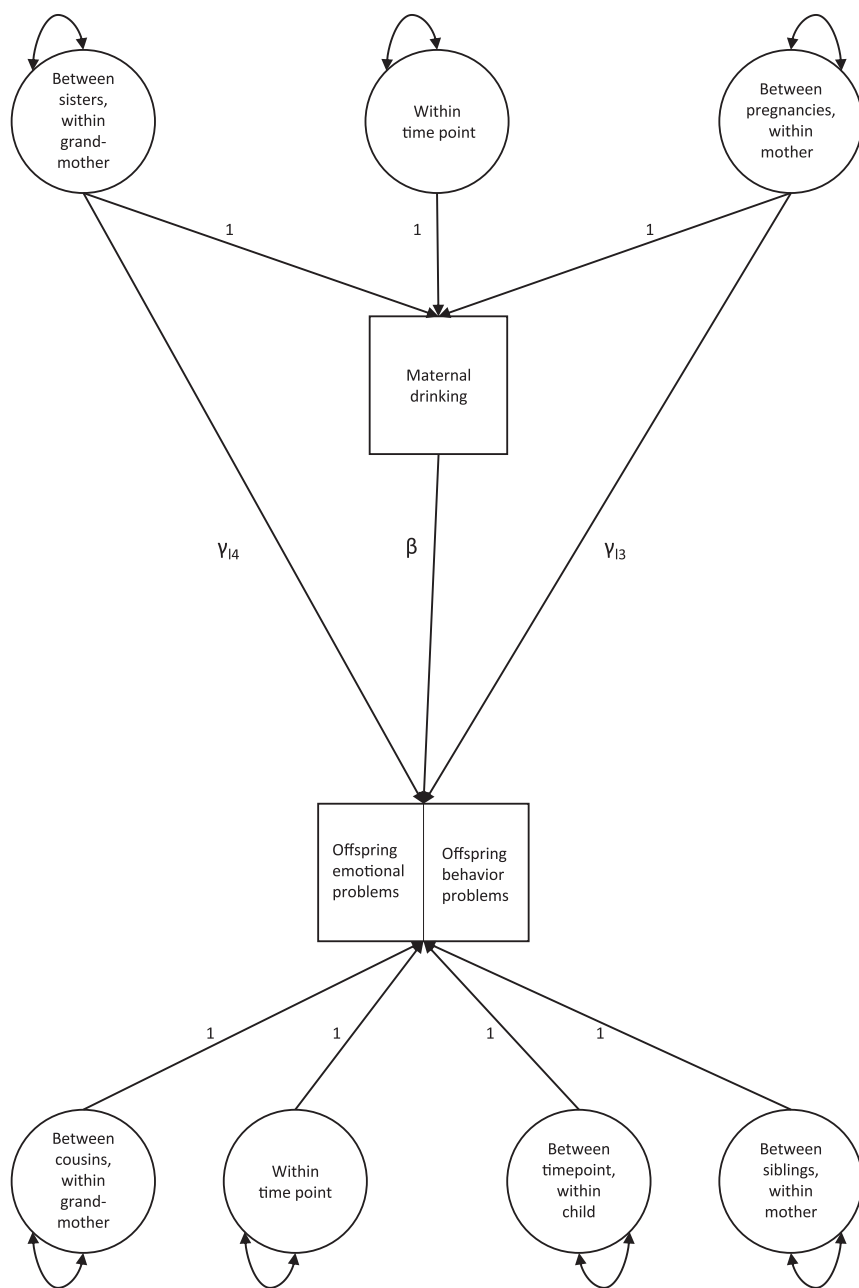 Between
sisters,
within
grand-
mother
Within
time point
Between
pregnancies,
within
mother
1
1
1
Maternal
drinking
γl4
β
γl3
Offspring
emotional
problems
Offspring
behavior
problems
1
1
1
1
Between
cousins,
within
grand-
mother
Within
time point
Between
timepoint,
within
child
Between
siblings,
within
mother